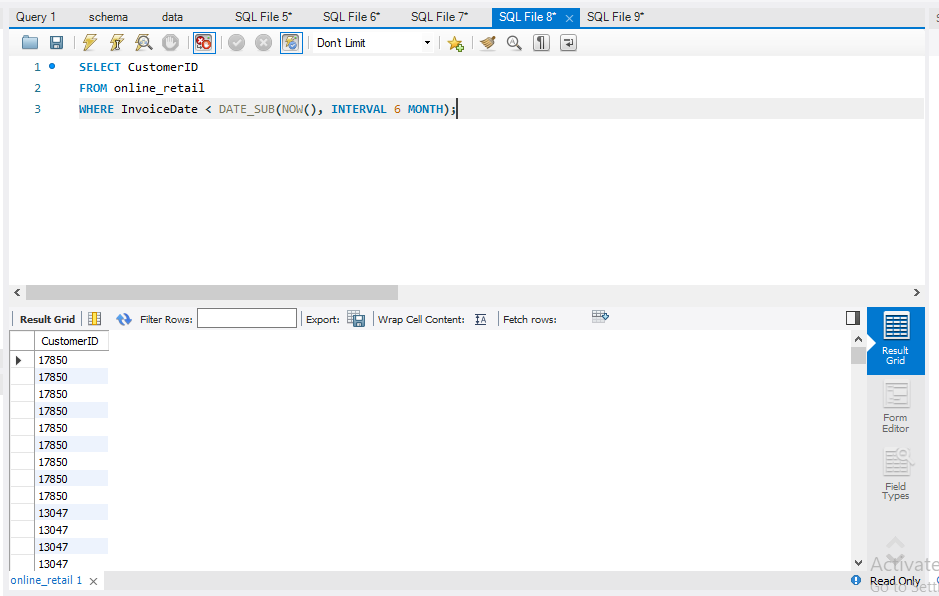 Query 1 schema data SQL File 5* SQL File 6* SQL File 7* SQL File 8* SQL File 9*
Don't Limit
1 SELECT CustomerID
2 FROM online_retail
3 WHERE InvoiceDate < DATE_SUB(NOW(), INTERVAL 6 MONTH);
Result Grid Filter Rows: Export: Wrap Cell Content: Fetch rows:
CustomerID
17850
17850
17850
17850
17850
17850
17850
17850
17850
13047
13047
13047
13047
Result
Grid
Form
Editor
Field
Types
online_retail 1
Read Only
Activate
Go to Setti